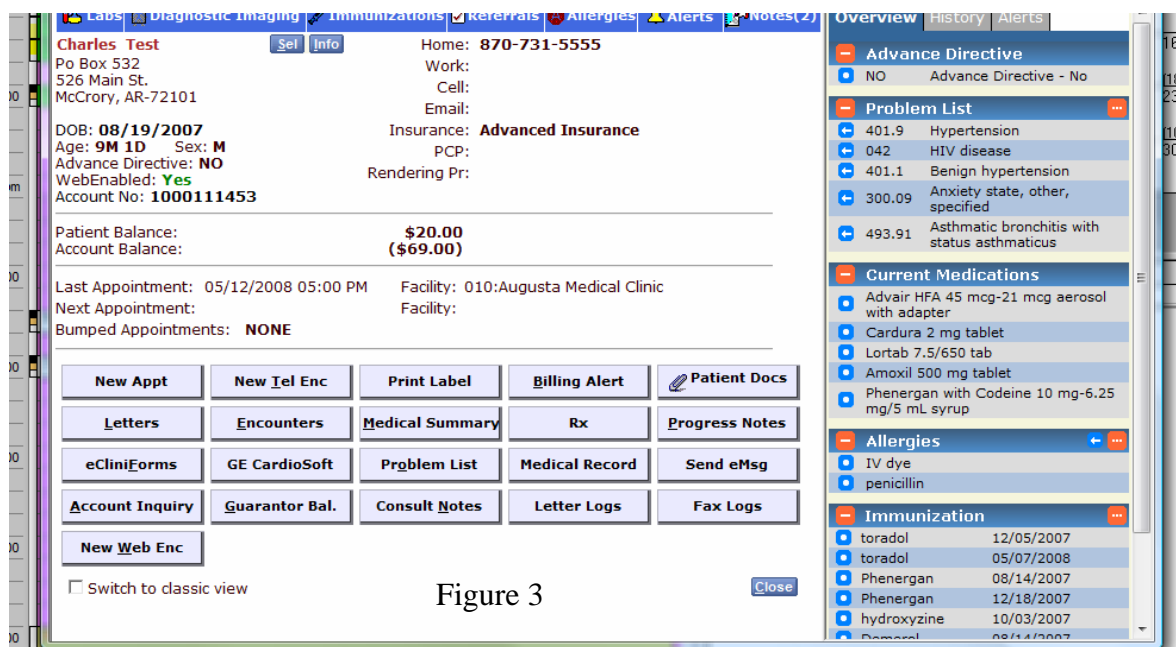 Labs Diagnostic Imaging Immunizations Referrals Allergies Alerts Notes(2)
Charles Test Sel Info
Po Box 532
526 Main St.
McCrory, AR-72101
DOB: 08/19/2007
Age: 9M 1D Sex: M
Advance Directive: NO
WebEnabled: Yes
Account No: 1000111453
Home: 870-731-5555
Work:
Cell:
Email:
Insurance: Advanced Insurance
PCP:
Rendering Pr:
Patient Balance: $20.00
Account Balance: ($69.00)
Last Appointment: 05/12/2008 05:00 PM Facility: 010:Augusta Medical Clinic
Next Appointment: Facility:
Bumped Appointments: NONE
New Appt New Tel Enc Print Label Billing Alert Patient Docs
Letters Encounters Medical Summary Rx Progress Notes
eCliniForms GE CardioSoft Problem List Medical Record Send eMsg
Account Inquiry Guarantor Bal. Consult Notes Letter Logs Fax Logs
New Web Enc
Switch to classic view
Figure 3
Close
Overview History Alerts
Advance Directive
NO Advance Directive - No
Problem List
401.9 Hypertension
042 HIV disease
401.1 Benign hypertension
300.09 Anxiety state, other,
specified
493.91 Asthmatic bronchitis with
status asthmaticus
Current Medications
Advair HFA 45 mcg-21 mcg aerosol
with adapter
Cardura 2 mg tablet
Lortab 7.5/650 tab
Amoxil 500 mg tablet
Phenergan with Codeine 10 mg-6.25
mg/5 mL syrup
Allergies
IV dye
penicillin
Immunization
toradol 12/05/2007
toradol 05/07/2008
Phenergan 08/14/2007
Phenergan 12/18/2007
hydroxyzine 10/03/2007
Demerol 08/14/2007